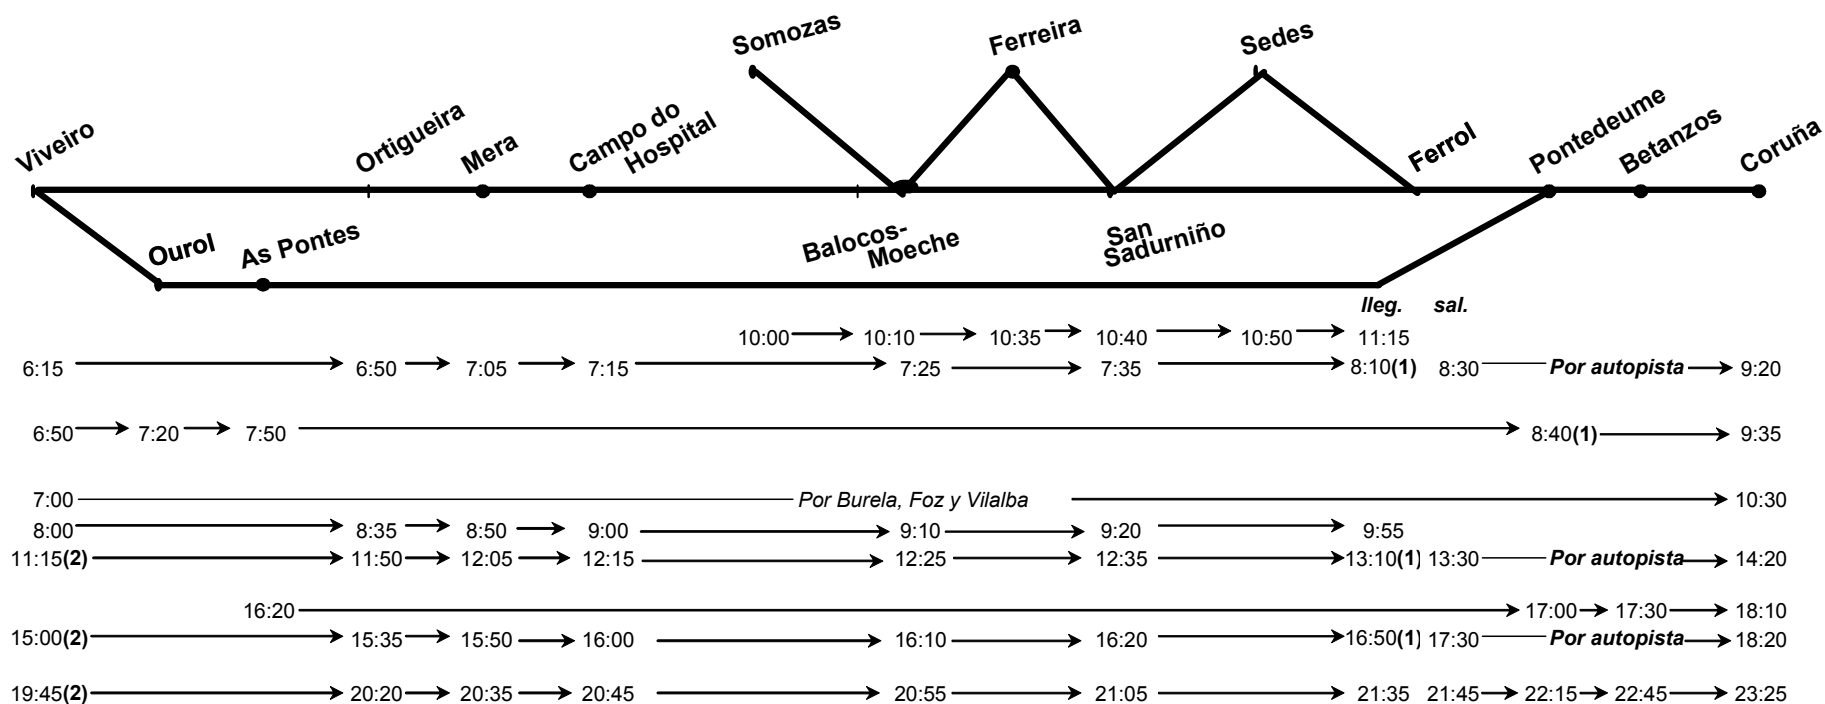 Somozas
Ferreira
Sedes
Viveiro
Ortigueira
Mera
Campo do
Hospital
Ferrol
Pontedeume
Betanzos
Coruña
Ourol
As Pontes
Balocos-
Moeche
San
Sadurniño
lleg. sal.
10:00 10:10 10:35 10:40 10:50 11:15
6:15 6:50 7:05 7:15 7:25 7:35 8:10(1) 8:30 Por autopista 9:20
6:50 7:20 7:50 8:40(1) 9:35
7:00 Por Burela, Foz y Vilalba 10:30
8:00 8:35 8:50 9:00 9:10 9:20 9:55
11:15(2) 11:50 12:05 12:15 12:25 12:35 13:10(1) 13:30 Por autopista 14:20
16:20 17:00 17:30 18:10
15:00(2) 15:35 15:50 16:00 16:10 16:20 16:50(1) 17:30 Por autopista 18:20
19:45(2) 20:20 20:35 20:45 20:55 21:05 21:35 21:45 22:15 22:45 23:25